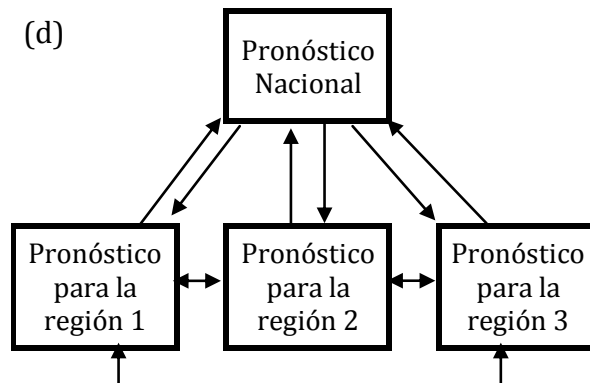 (d)
Pronóstico
Nacional
Pronóstico
para la
región 1
Pronóstico
para la
región 2
Pronóstico
para la
región 3